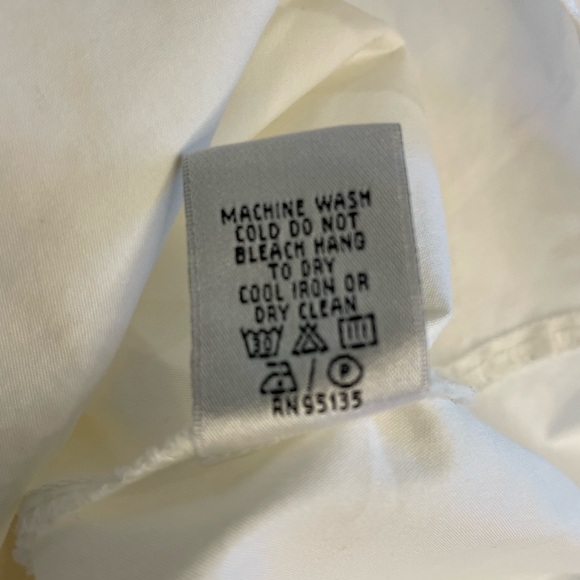 MACHINE WASH
COLD DO NOT
BLEACH HANG
TO DRY
COOL IRON OR
DRY CLEAN
30
/ P
RN95135